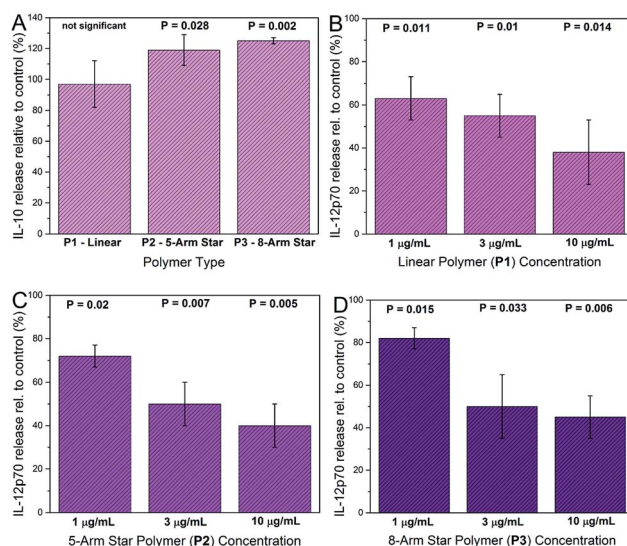 A
not significant
P = 0.028
P = 0.002
IL-10 release relative to control (%)
140
120
100
80
60
40
20
0
P1 - Linear
P2 - 5-Arm Star
P3 - 8-Arm Star
Polymer Type
B
P = 0.011
P = 0.01
P = 0.014
IL-12p70 release rel. to control (%)
100
80
60
40
20
0
1 µg/mL
3 µg/mL
10 µg/mL
Linear Polymer (P1) Concentration
C
P = 0.02
P = 0.007
P = 0.005
IL-12p70 release rel. to control (%)
100
80
60
40
20
0
1 µg/mL
3 µg/mL
10 µg/mL
5-Arm Star Polymer (P2) Concentration
D
P = 0.015
P = 0.033
P = 0.006
IL-12p70 release rel. to control (%)
100
80
60
40
20
0
1 µg/mL
3 µg/mL
10 µg/mL
8-Arm Star Polymer (P3) Concentration